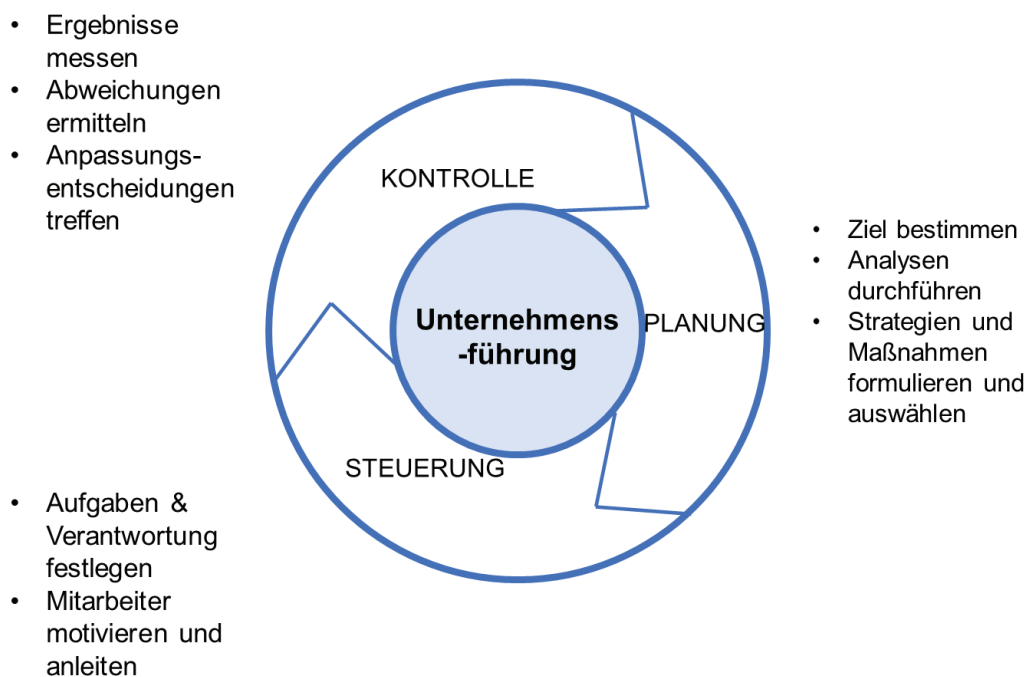 • Ergebnisse
messen
• Abweichungen
ermitteln
• Anpassungs-
entscheidungen
treffen
KONTROLLE
Unternehmens
-führung
PLANUNG
• Ziel bestimmen
• Analysen
durchführen
• Strategien und
Maßnahmen
formulieren und
auswählen
STEUERUNG
• Aufgaben &
Verantwortung
festlegen
• Mitarbeiter
motivieren und
anleiten